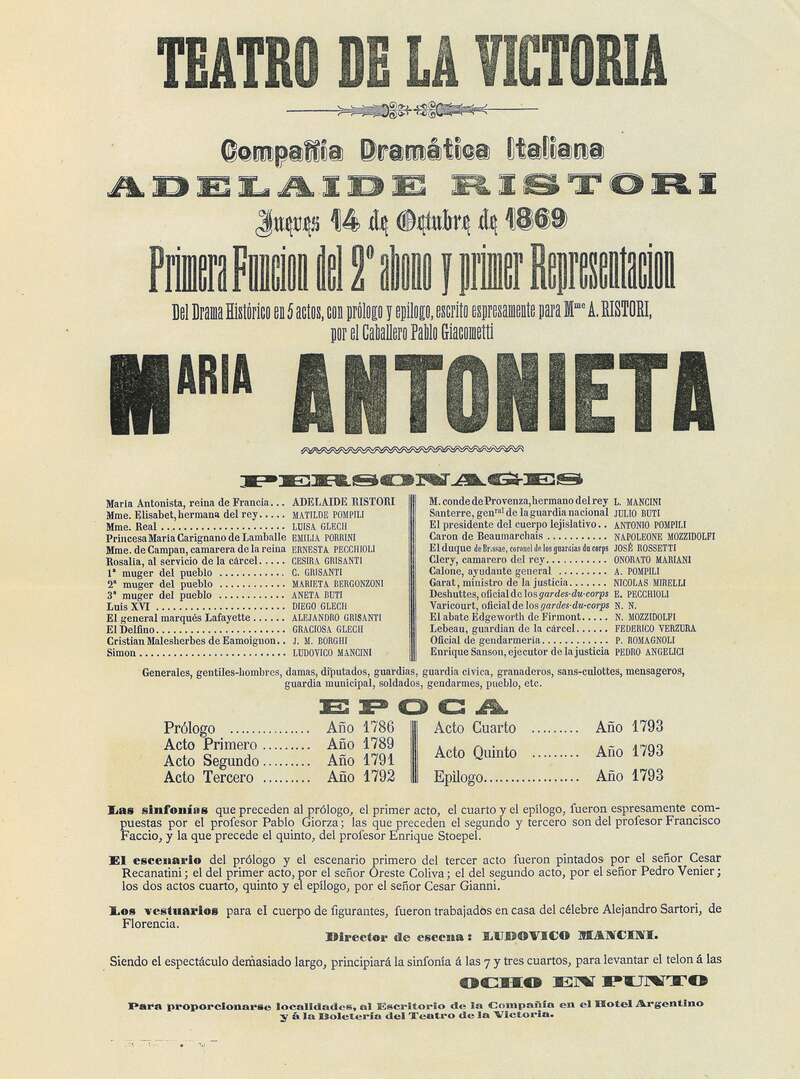 TEATRO DE LA VICTORIA
Compañía Dramática Italiana
ADELAIDE RISTORI
Jueves 14 de Octubre de 1869
Primera Funcion del 2º abono y primer Representacion
Del Drama Histórico en 5 actos, con prólogo y epílogo, escrito espresamente para Mme A. RISTORI,
por el Caballero Pablo Giacometti
MARIA ANTONIETA
PERSONAGES
Maria Antonista, reina de Francia... ADELAIDE RISTORI
Mme. Elisabet, hermana del rey..... MATILDE POMPILI
Mme. Real ...................... LUISA GLECH
Princesa María Carignano de Lamballe EMILIA PORRINI
Mme. de Campan, camarera de la reina ERNESTA PECCHIOLI
Rosalia, al servicio de la cárcel..... CESIRA GRISANTI
1ª muger del pueblo ........... C. GRISANTI
2ª muger del pueblo ........... MARIETA BERGONZONI
3ª muger del pueblo ........... ANETA BUTI
Luis XVI ...................... DIEGO GLECH
El general marqués Lafayette ...... ALEJANDRO GRISANTI
El Delfino...................... GRACIOSA GLECH
Cristian Malesherbes de Eamoignon.. J. M. BORGHI
Simon ......................... LUDOVICO MANCINI
M. conde de Provenza, hermano del rey L. MANCINI
Santerre, genral de la guardia nacional JULIO BUTI
El presidente del cuerpo lejislativo.. ANTONIO POMPILI
Caron de Beaumarchais ........... NAPOLEONE MOZZIDOLFI
El duque de Brssae, coronel de los guardias du corps JOSÉ ROSSETTI
Clery, camarero del rey.......... ONORATO MARIANI
Calone, ayudante general ........ A. POMPILI
Garat, ministro de la justicia....... NICOLAS MIRELLI
Deshuttes, oficial de los gardes-du-corps E. PECCHIOLI
Varicourt, oficial de los gardes-du-corps N. N.
El abate Edgeworth de Firmont..... N. MOZZIDOLFI
Lebeau, guardian de la cárcel....... FEDERICO VERZURA
Oficial de gendarmeria............ P. ROMAGNOLI
Enrique Sanson, ejecutor de la justicia PEDRO ANGELICI
Generales, gentiles-hombres, damas, diputados, guardias, guardia cívica, granaderos, sans-culottes, mensageros,
guardia municipal, soldados, gendarmes, pueblo, etc.
EPOCA
Prólogo ............... Año 1786
Acto Primero ......... Año 1789
Acto Segundo ......... Año 1791
Acto Tercero ......... Año 1792
Acto Cuarto ......... Año 1793
Acto Quinto ......... Año 1793
Epílogo.................. Año 1793
Las sinfonías que preceden al prólogo, el primer acto, el cuarto y el epílogo, fueron espresamente com-
puestas por el profesor Pablo Giorza; las que preceden el segundo y tercero son del profesor Francisco
Faccio, y la que precede el quinto, del profesor Enrique Stoepel.
El escenario del prólogo y el escenario primero del tercer acto fueron pintados por el señor Cesar
Recanatini; el del primer acto, por el señor Oreste Coliva; el del segundo acto, por el señor Pedro Venier;
los dos actos cuarto, quinto y el epílogo, por el señor Cesar Gianni.
Los vestuarios para el cuerpo de figurantes, fueron trabajados en casa del célebre Alejandro Sartori, de
Florencia.
Director de escena: LUDOVICO MANCINI.
Siendo el espectáculo demasiado largo, principiará la sinfonía á las 7 y tres cuartos, para levantar el telon á las
OCHO EN PUNTO
Para proporcionarse localidades, al Escritorio de la Compañía en el Hotel Argentino
y á la Boletería del Teatro de la Victoria.